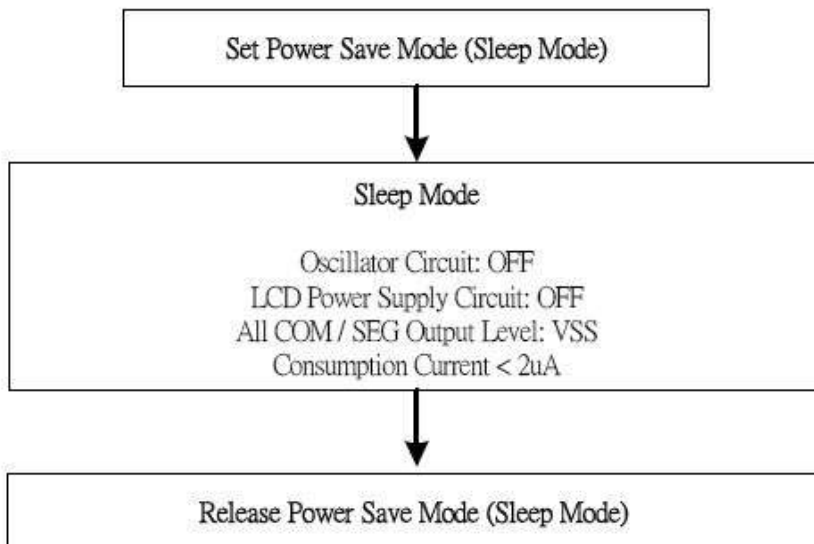 Set Power Save Mode (Sleep Mode)
Sleep Mode
Oscillator Circuit: OFF
LCD Power Supply Circuit: OFF
All COM / SEG Output Level: VSS
Consumption Current < 2uA
Release Power Save Mode (Sleep Mode)